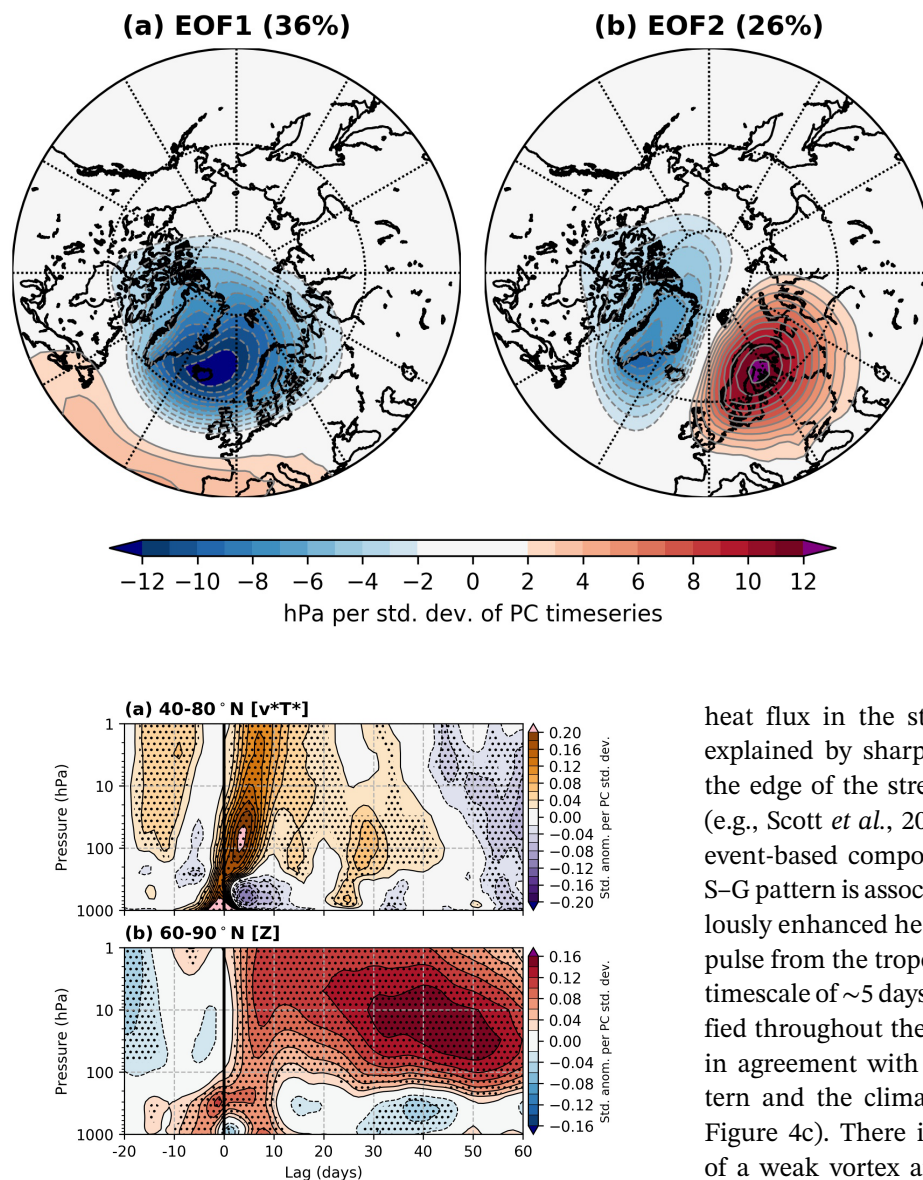 (a) EOF1 (36%)
(b) EOF2 (26%)
−12 −10 −8 −6 −4 −2 0 2 4 6 8 10 12
hPa per std. dev. of PC timeseries
(a) 40-80°N [v*T*]
1
10
100
1000
Pressure (hPa)
0.20
0.16
0.12
0.08
0.04
0.00
−0.04
−0.08
−0.12
−0.16
−0.20
Std. anom. per PC std. dev.
(b) 60-90°N [Z]
1
10
100
1000
Pressure (hPa)
-20 -10 0 10 20 30 40 50 60
Lag (days)
0.16
0.12
0.08
0.04
0.00
−0.04
−0.08
−0.12
−0.16
Std. anom. per PC std. dev.
heat flux in the st
explained by sharp
the edge of the stre
(e.g., Scott et al., 20
event-based compo
S–G pattern is assoc
lously enhanced he
pulse from the tropo
timescale of ~5 days
fied throughout the
in agreement with
tern and the clima
Figure 4c). There i
of a weak vortex a